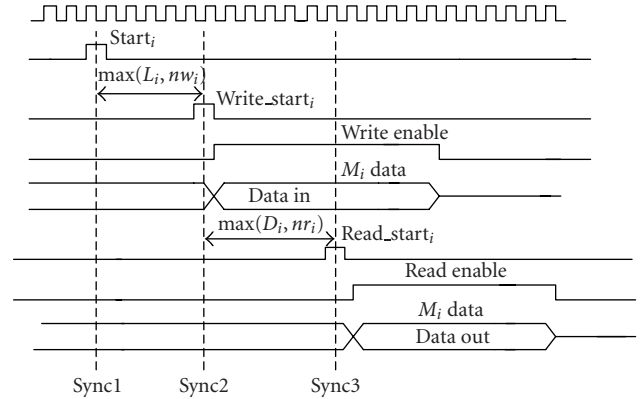 Start_i
max(L_i, nw_i)
Write_start_i
Write enable
M_i data
Data in
max(D_i, nr_i)
Read_start_i
Read enable
M_i data
Data out
Sync1 Sync2 Sync3